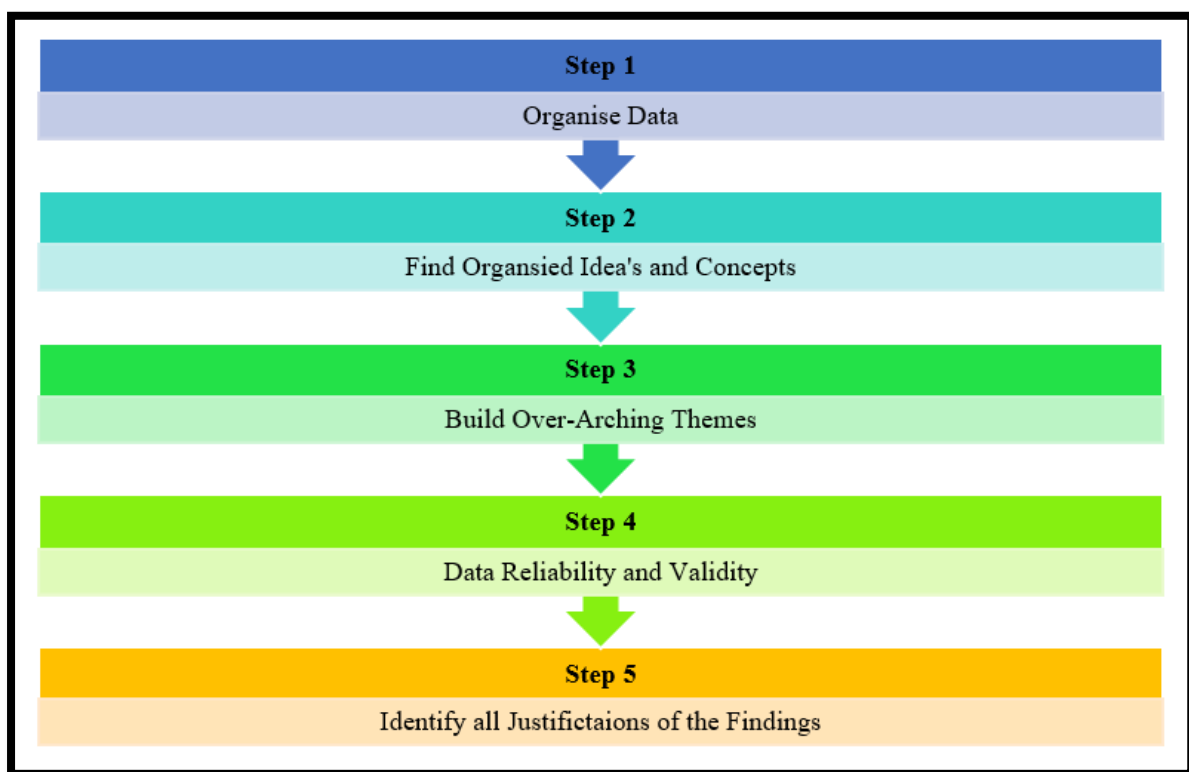 Step 1
Organise Data
Step 2
Find Organsied Idea's and Concepts
Step 3
Build Over-Arching Themes
Step 4
Data Reliability and Validity
Step 5
Identify all Justifictaions of the Findings